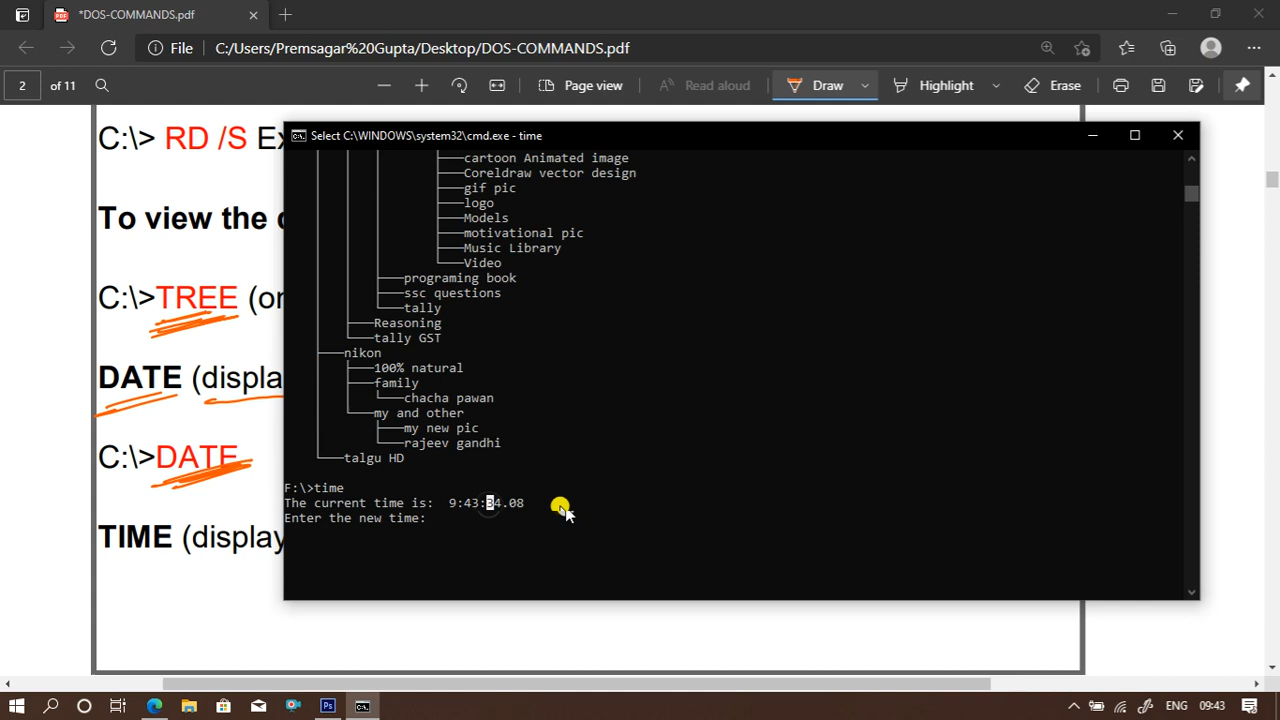 *DOS-COMMANDS.pdf
File C:/Users/Premsagar%20Gupta/Desktop/DOS-COMMANDS.pdf
2 of 11 Page view Read aloud Draw Highlight Erase
C:\> RD /S Ex
To view the
C:\>TREE (or
DATE (displa
C:\>DATE
TIME (display
Select C:\WINDOWS\system32\cmd.exe - time
cartoon Animated image
Coreldraw vector design
gif pic
logo
Models
motivational pic
Music Library
Video
programing book
ssc questions
tally
Reasoning
tally GST
nikon
100% natural
family
chacha pawan
my and other
my new pic
rajeev gandhi
talgu HD
F:\>time
The current time is: 9:43:34.08
Enter the new time:
ENG 09:43